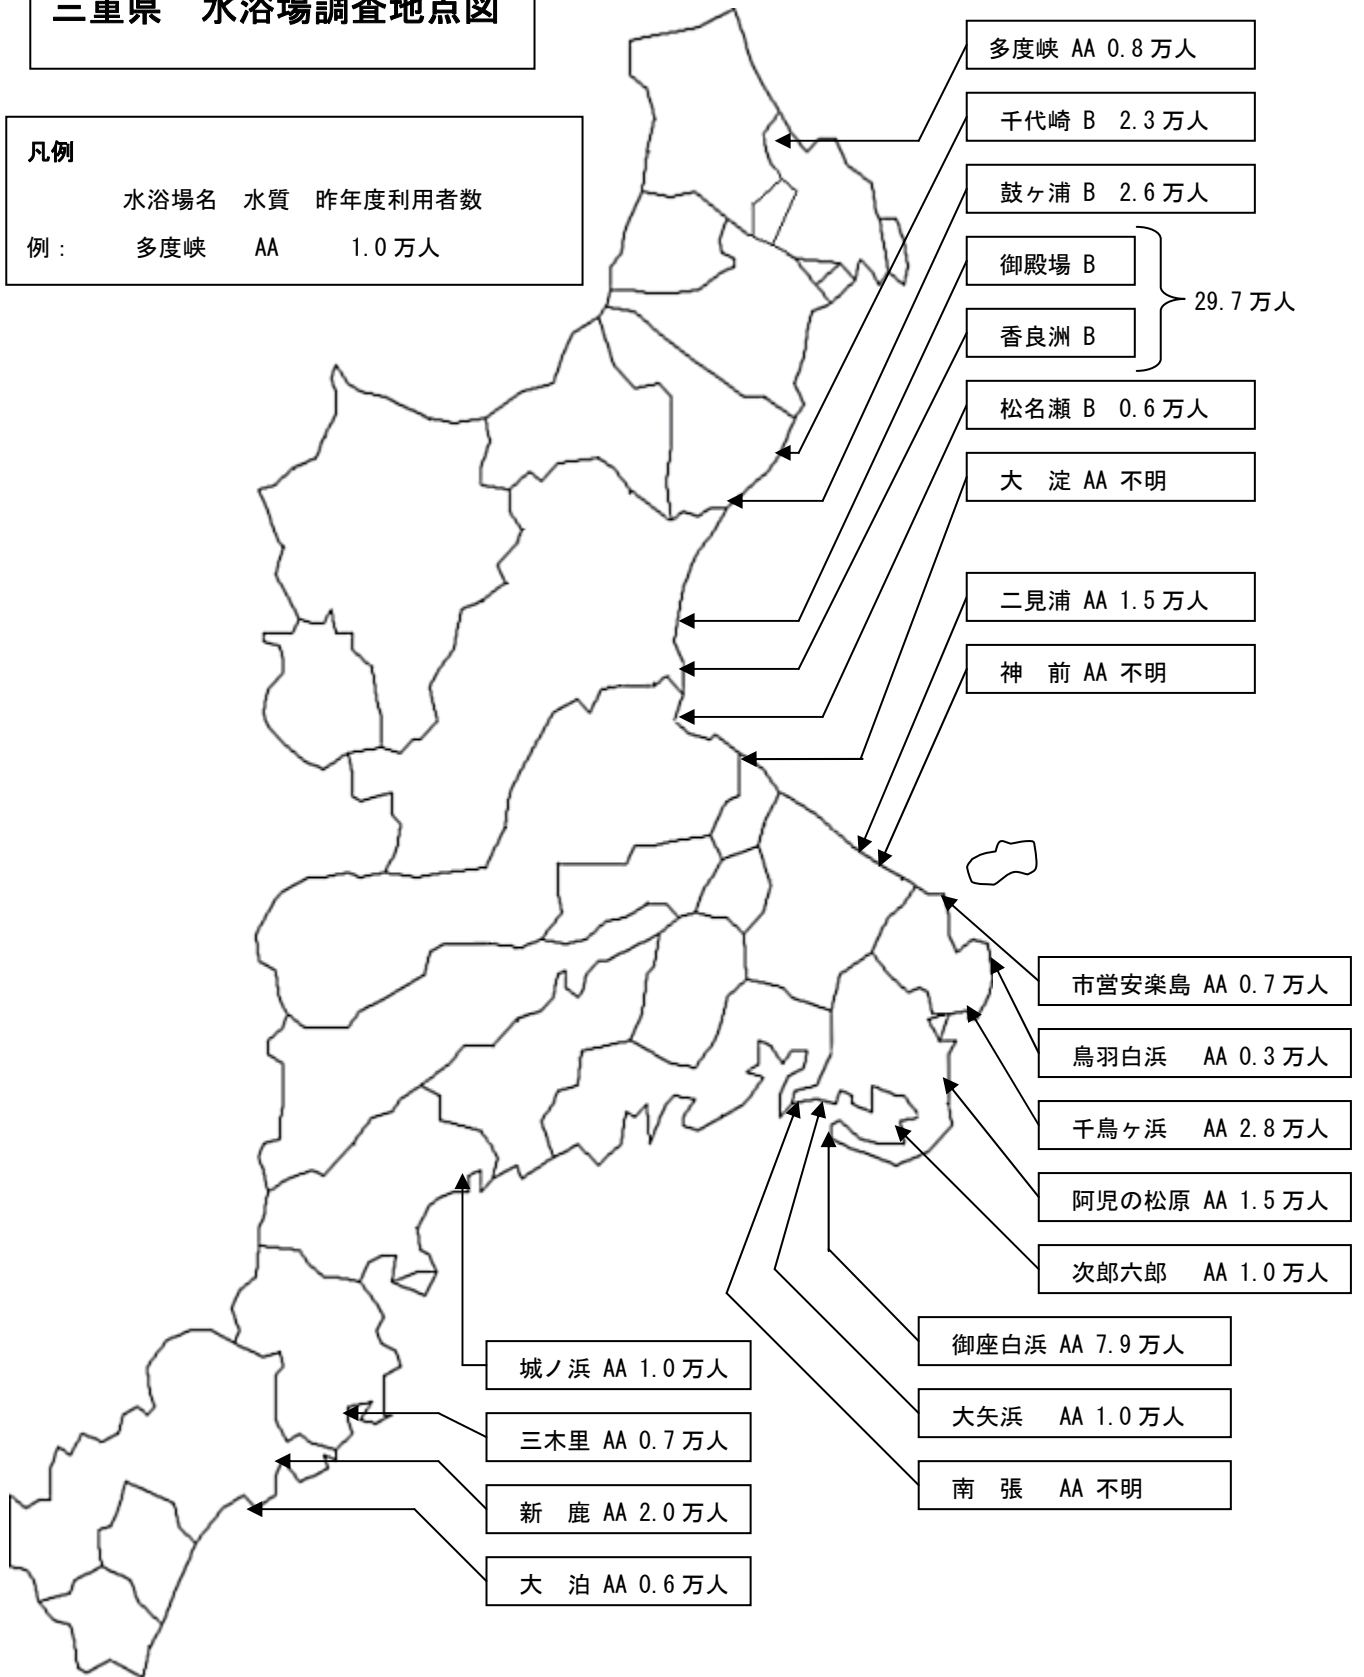 三重県 水浴場調査地点図
凡例
水浴場名 水質 昨年度利用者数
例： 多度峡 AA 1.0万人
多度峡 AA 0.8万人
千代崎 B 2.3万人
鼓ヶ浦 B 2.6万人
御殿場 B
29.7万人
香良洲 B
松名瀬 B 0.6万人
大 淀 AA 不明
二見浦 AA 1.5万人
神 前 AA 不明
市営安楽島 AA 0.7万人
鳥羽白浜 AA 0.3万人
千鳥ヶ浜 AA 2.8万人
阿児の松原 AA 1.5万人
次郎六郎 AA 1.0万人
御座白浜 AA 7.9万人
大矢浜 AA 1.0万人
南 張 AA 不明
城ノ浜 AA 1.0万人
三木里 AA 0.7万人
新 鹿 AA 2.0万人
大 泊 AA 0.6万人